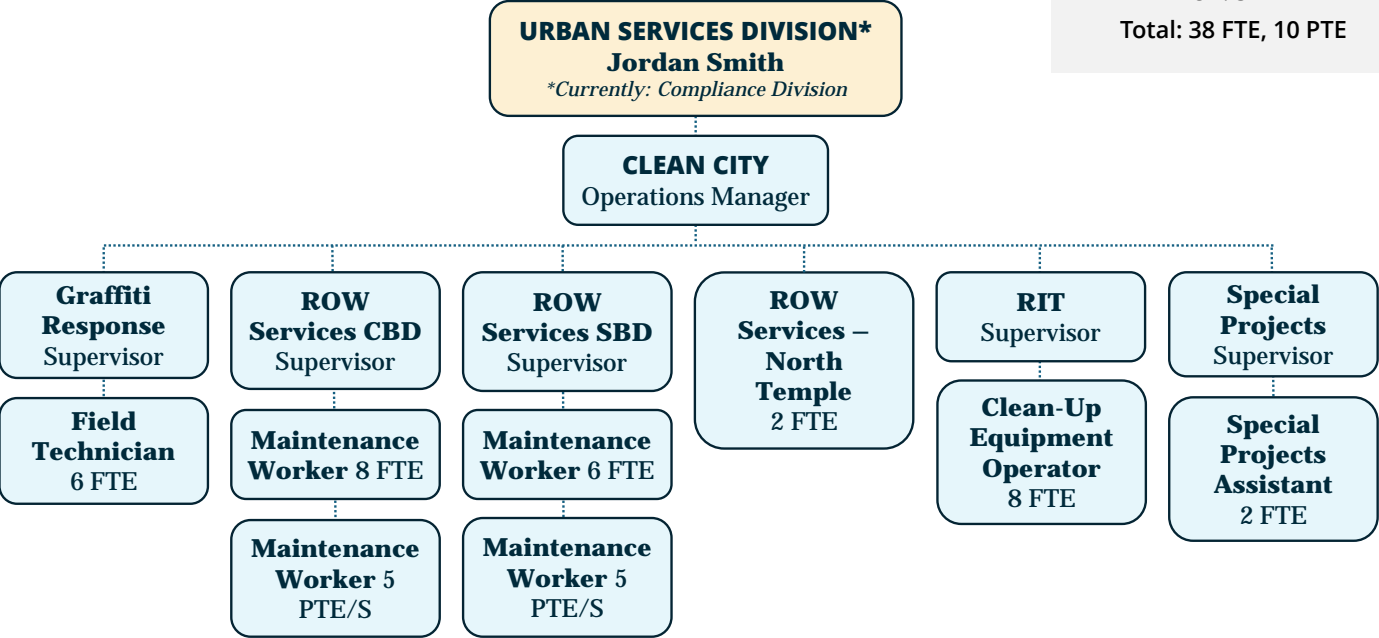 Total: 38 FTE, 10 PTE
URBAN SERVICES DIVISION*
Jordan Smith
*Currently: Compliance Division
CLEAN CITY
Operations Manager
Graffiti
Response
Supervisor
Field
Technician
6 FTE
ROW
Services CBD
Supervisor
Maintenance
Worker 8 FTE
Maintenance
Worker 5
PTE/S
ROW
Services SBD
Supervisor
Maintenance
Worker 6 FTE
Maintenance
Worker 5
PTE/S
ROW
Services –
North
Temple
2 FTE
RIT
Supervisor
Clean-Up
Equipment
Operator
8 FTE
Special
Projects
Supervisor
Special
Projects
Assistant
2 FTE